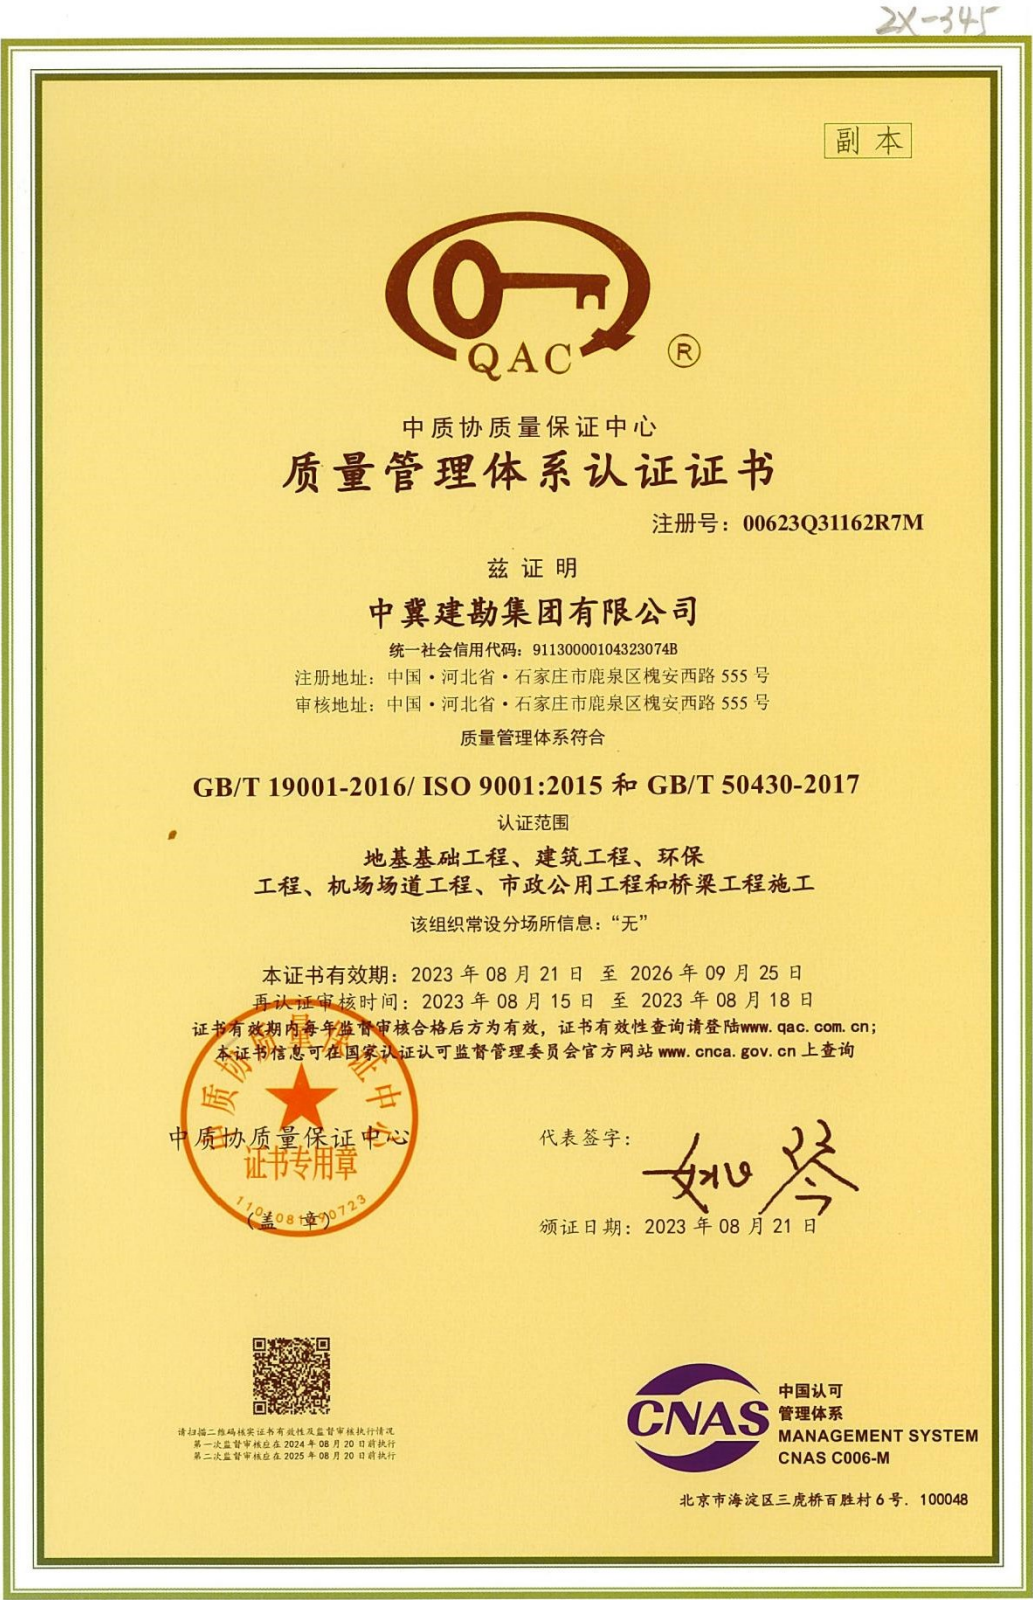 2X-345
副本
QAC
®
中质协质量保证中心
质量管理体系认证证书
注册号：00623Q31162R7M
兹证明
中冀建勘集团有限公司
统一社会信用代码：91130000104323074B
注册地址：中国·河北省·石家庄市鹿泉区槐安西路 555 号
审核地址：中国·河北省·石家庄市鹿泉区槐安西路 555 号
质量管理体系符合
GB/T 19001-2016/ ISO 9001:2015 和 GB/T 50430-2017
认证范围
地基基础工程、建筑工程、环保
工程、机场场道工程、市政公用工程和桥梁工程施工
该组织常设分场所信息：“无”
本证书有效期：2023 年 08 月 21 日 至 2026 年 09 月 25 日
再认证审核时间：2023 年 08 月 15 日 至 2023 年 08 月 18 日
证书有效期内每年监督审核合格后方为有效，证书有效性查询请登陆www.qac.com.cn;
本证书信息可在国家认证认可监督管理委员会官方网站 www.cnca.gov.cn 上查询
中质协质量保证中心
中质协质量保证中心
证书专用章
(盖 章)
代表签字：
颁证日期：2023 年 08 月 21 日
请扫描二维码核实证书有效性及监督审核执行情况
第一次监督审核应在 2024 年 08 月 20 日前执行
第二次监督审核应在 2025 年 08 月 20 日前执行
CNAS
中国认可
管理体系
MANAGEMENT SYSTEM
CNAS C006-M
北京市海淀区三虎桥百胜村 6 号．100048